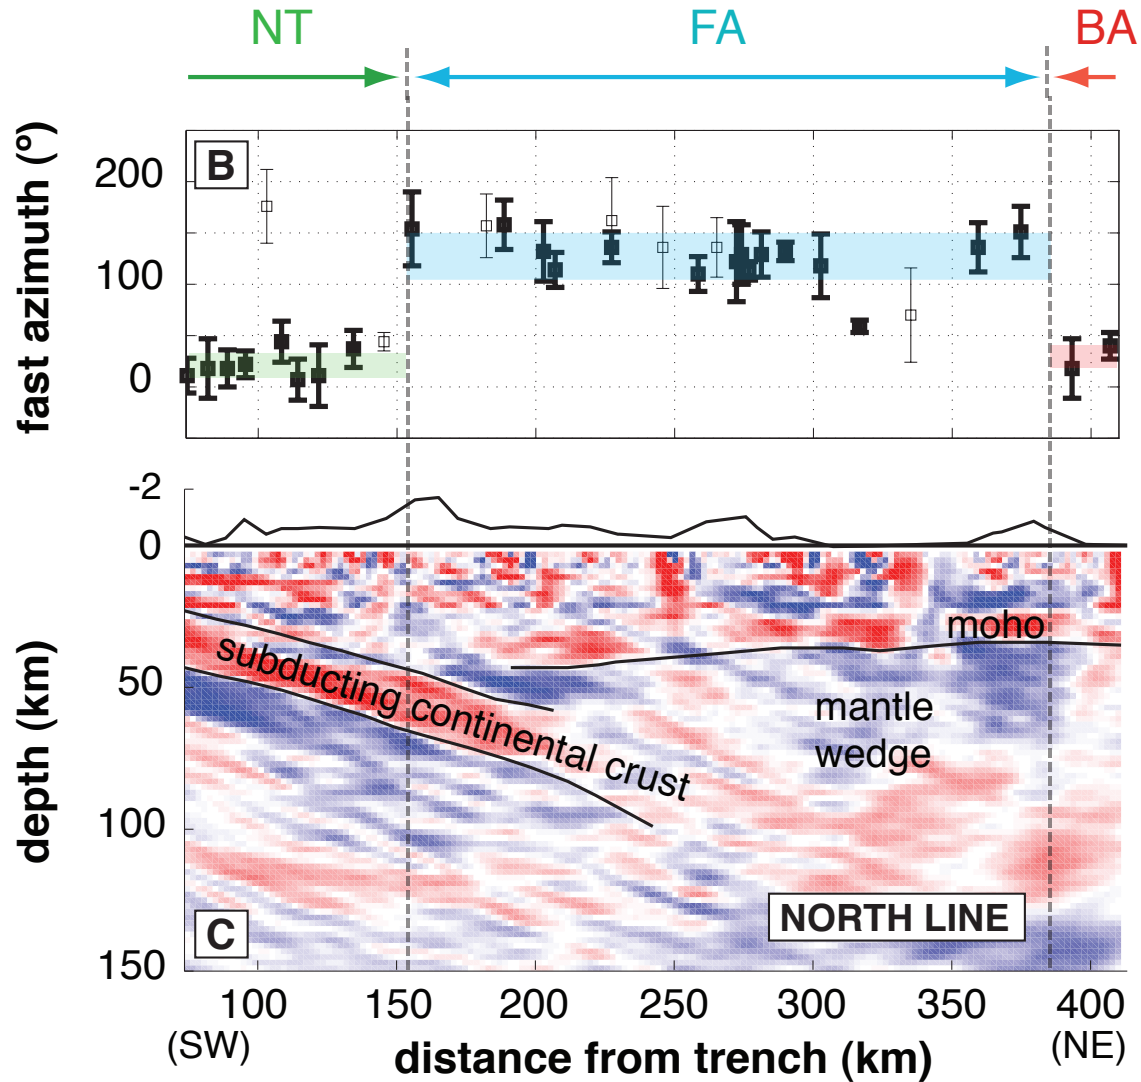 NT FA BA
B
fast azimuth (º)
200
100
0
-2
0
50
100
150
depth (km)
moho
subducting continental crust
mantle
wedge
NORTH LINE
C
100 150 200 250 300 350 400
(SW) distance from trench (km) (NE)